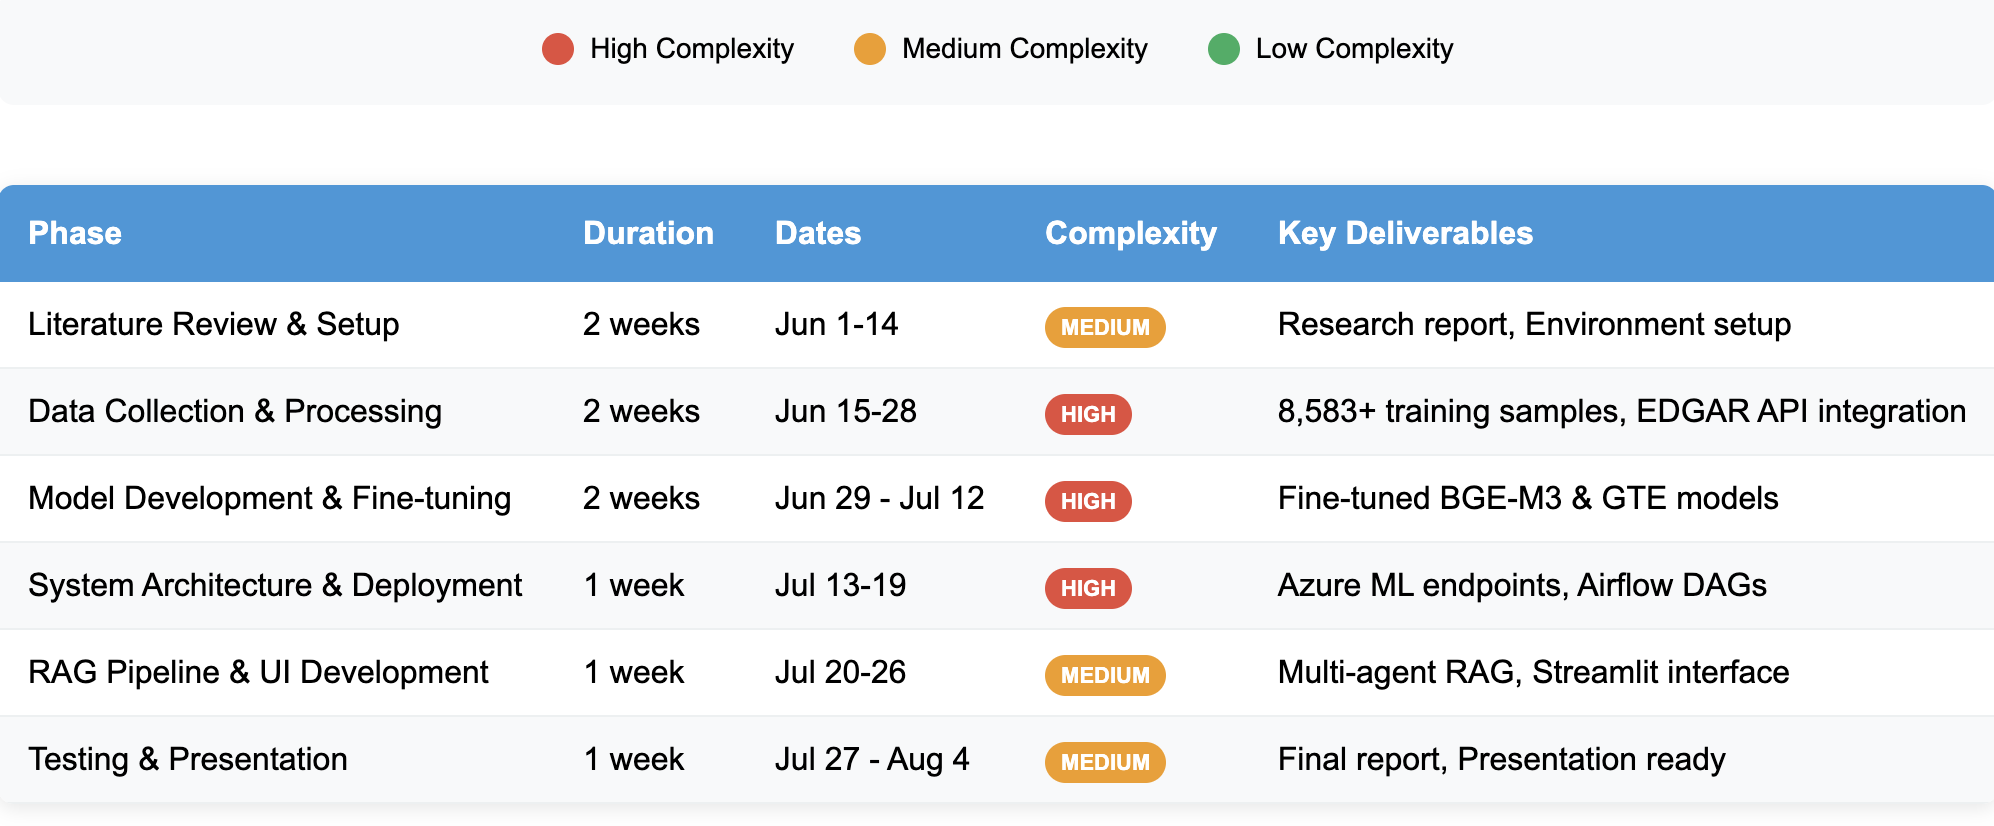 High Complexity Medium Complexity Low Complexity
Phase Duration Dates Complexity Key Deliverables
Literature Review & Setup 2 weeks Jun 1-14 MEDIUM Research report, Environment setup
Data Collection & Processing 2 weeks Jun 15-28 HIGH 8,583+ training samples, EDGAR API integration
Model Development & Fine-tuning 2 weeks Jun 29 - Jul 12 HIGH Fine-tuned BGE-M3 & GTE models
System Architecture & Deployment 1 week Jul 13-19 HIGH Azure ML endpoints, Airflow DAGs
RAG Pipeline & UI Development 1 week Jul 20-26 MEDIUM Multi-agent RAG, Streamlit interface
Testing & Presentation 1 week Jul 27 - Aug 4 MEDIUM Final report, Presentation ready